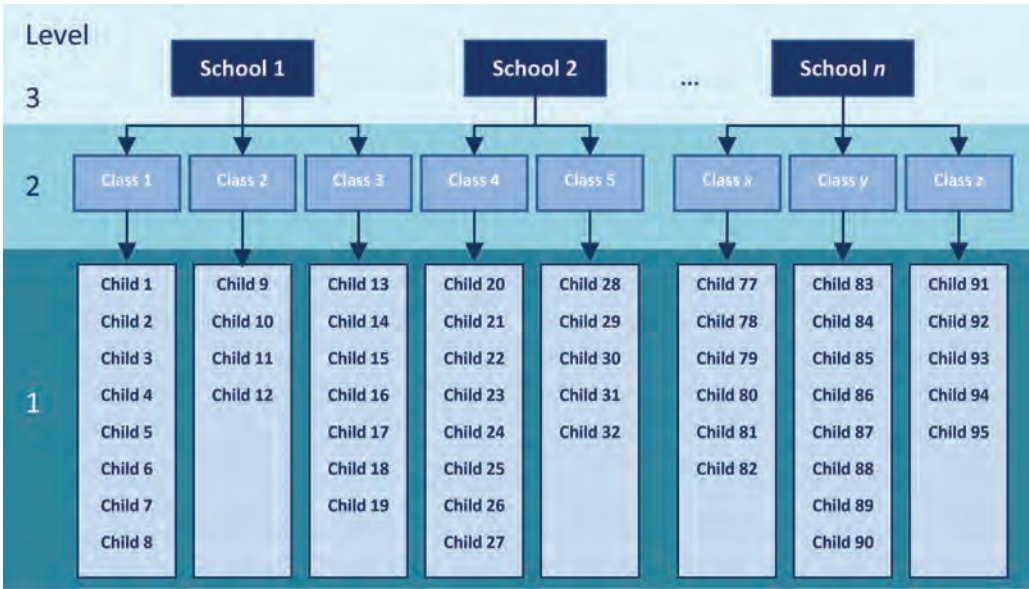 Level
School 1 School 2 ... School n
3
2 Class 1 Class 2 Class 3 Class 4 Class 5 Class x Class y Class z
Child 1 Child 9 Child 13 Child 20 Child 28 Child 77 Child 83 Child 91
Child 2 Child 10 Child 14 Child 21 Child 29 Child 78 Child 84 Child 92
Child 3 Child 11 Child 15 Child 22 Child 30 Child 79 Child 85 Child 93
1 Child 4 Child 12 Child 16 Child 23 Child 31 Child 80 Child 86 Child 94
Child 5 Child 17 Child 24 Child 32 Child 81 Child 87 Child 95
Child 6 Child 18 Child 25 Child 82 Child 88
Child 7 Child 19 Child 26 Child 89
Child 8 Child 27 Child 90